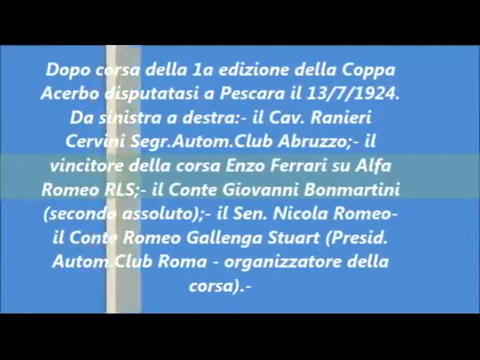 Dopo corsa della 1a edizione della Coppa
Acerbo disputatasi a Pescara il 13/7/1924.
Da sinistra a destra:- il Cav. Ranieri
Cervini Segr.Autom.Club Abruzzo;- il
vincitore della corsa Enzo Ferrari su Alfa
Romeo RLS;- il Conte Giovanni Bonmartini
(secondo assoluto);- il Sen. Nicola Romeo-
il Conte Romeo Gallenga Stuart (Presid.
Autom.Club Roma - organizzatore della
corsa).-